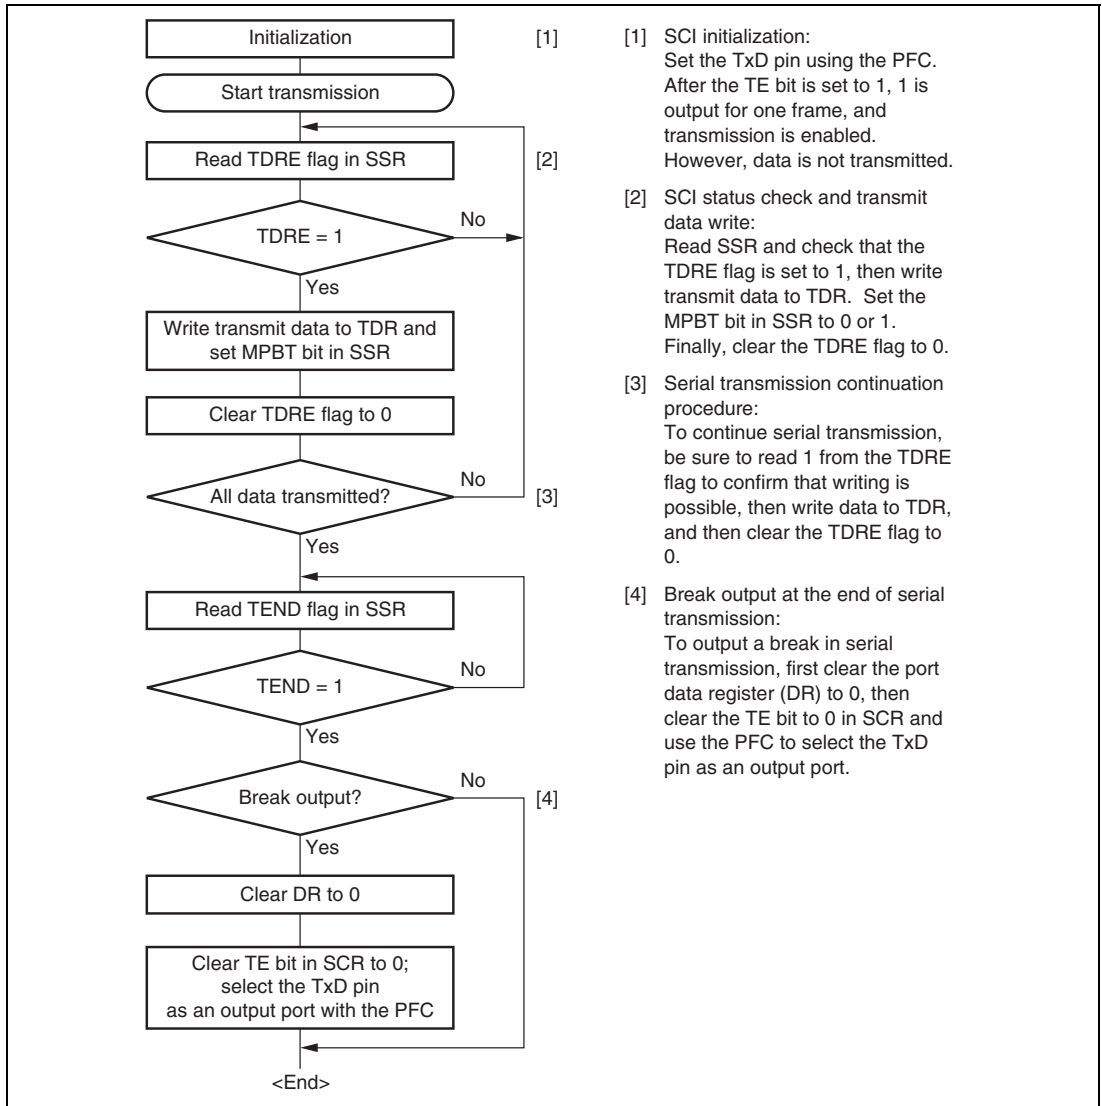 Initialization
[1]
Start transmission
Read TDRE flag in SSR
[2]
TDRE = 1
No
Yes
Write transmit data to TDR and
set MPBT bit in SSR
Clear TDRE flag to 0
All data transmitted?
No
[3]
Yes
Read TEND flag in SSR
TEND = 1
No
Yes
Break output?
No
[4]
Yes
Clear DR to 0
Clear TE bit in SCR to 0;
select the TxD pin
as an output port with the PFC
<End>
[1] SCI initialization:
Set the TxD pin using the PFC.
After the TE bit is set to 1, 1 is
output for one frame, and
transmission is enabled.
However, data is not transmitted.
[2] SCI status check and transmit
data write:
Read SSR and check that the
TDRE flag is set to 1, then write
transmit data to TDR. Set the
MPBT bit in SSR to 0 or 1.
Finally, clear the TDRE flag to 0.
[3] Serial transmission continuation
procedure:
To continue serial transmission,
be sure to read 1 from the TDRE
flag to confirm that writing is
possible, then write data to TDR,
and then clear the TDRE flag to
0.
[4] Break output at the end of serial
transmission:
To output a break in serial
transmission, first clear the port
data register (DR) to 0, then
clear the TE bit to 0 in SCR and
use the PFC to select the TxD
pin as an output port.